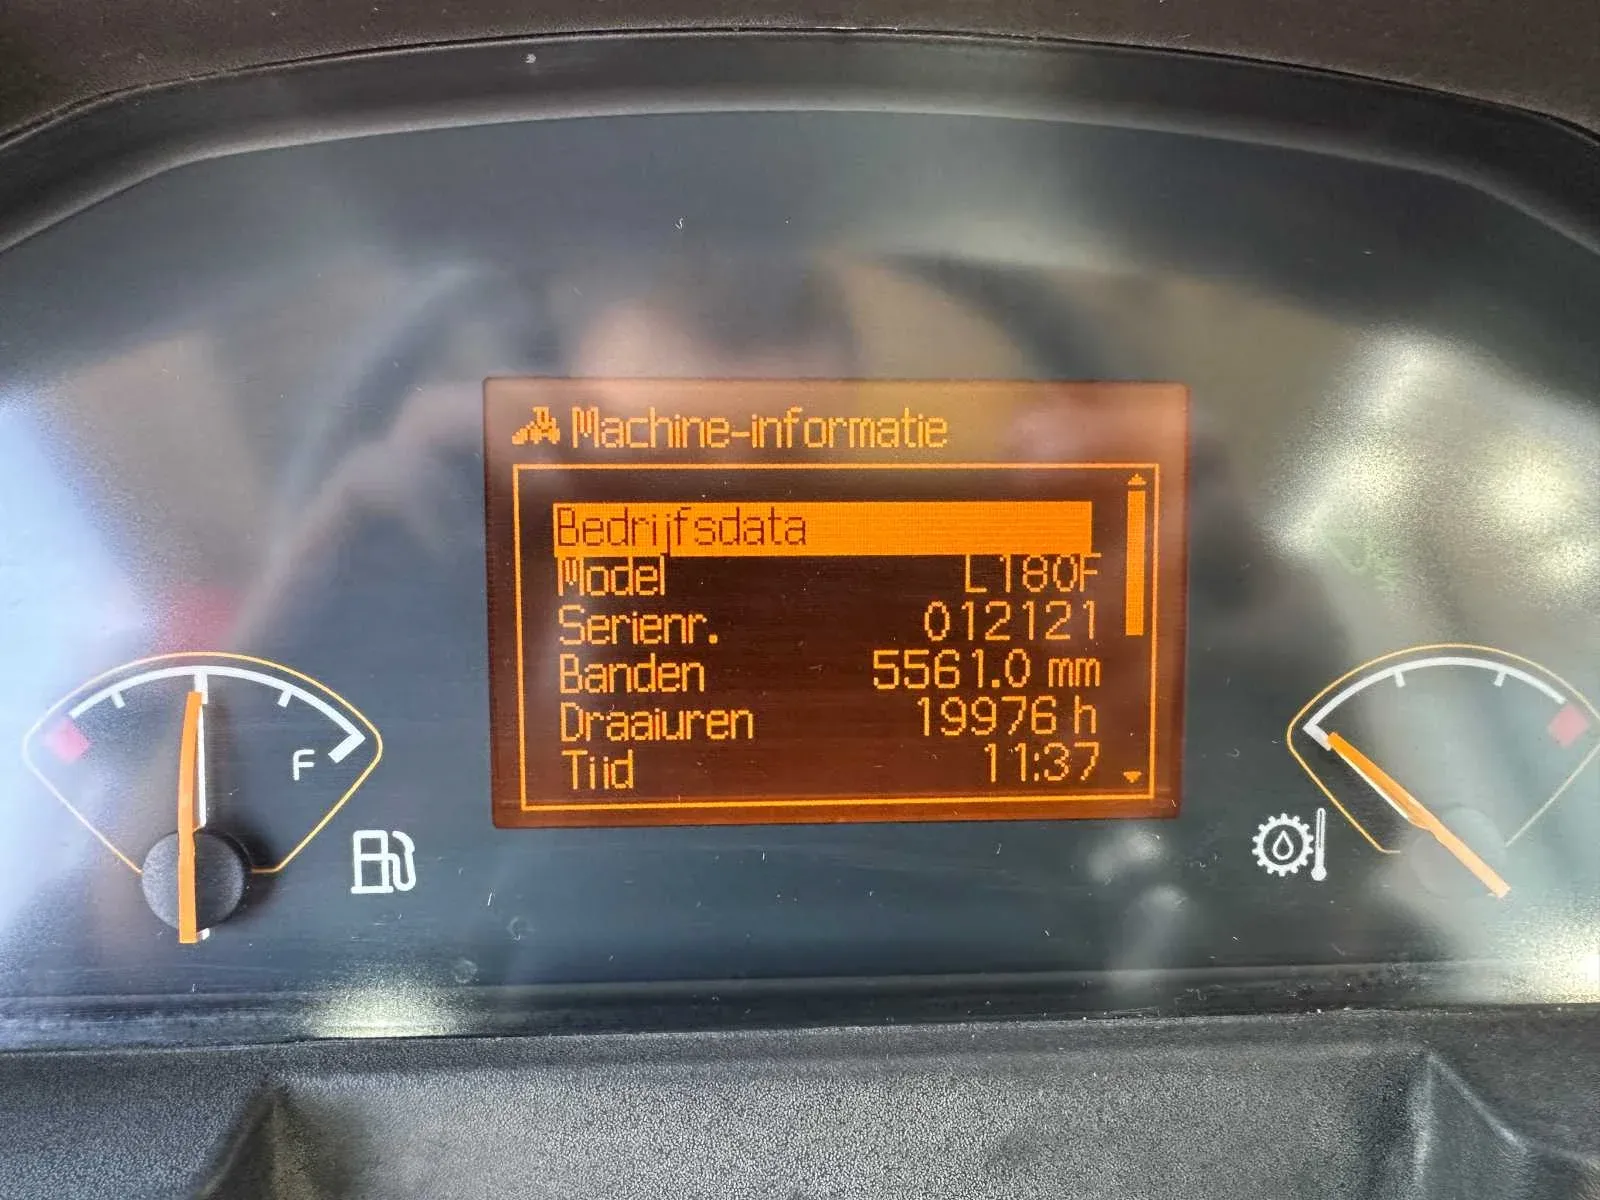 Machine-informatie
Bedrijfsdata
Model L180F
Serienr. 012121
Banden 5561.0 mm
Draaiuren 19976 h
Tijd 11:37
F